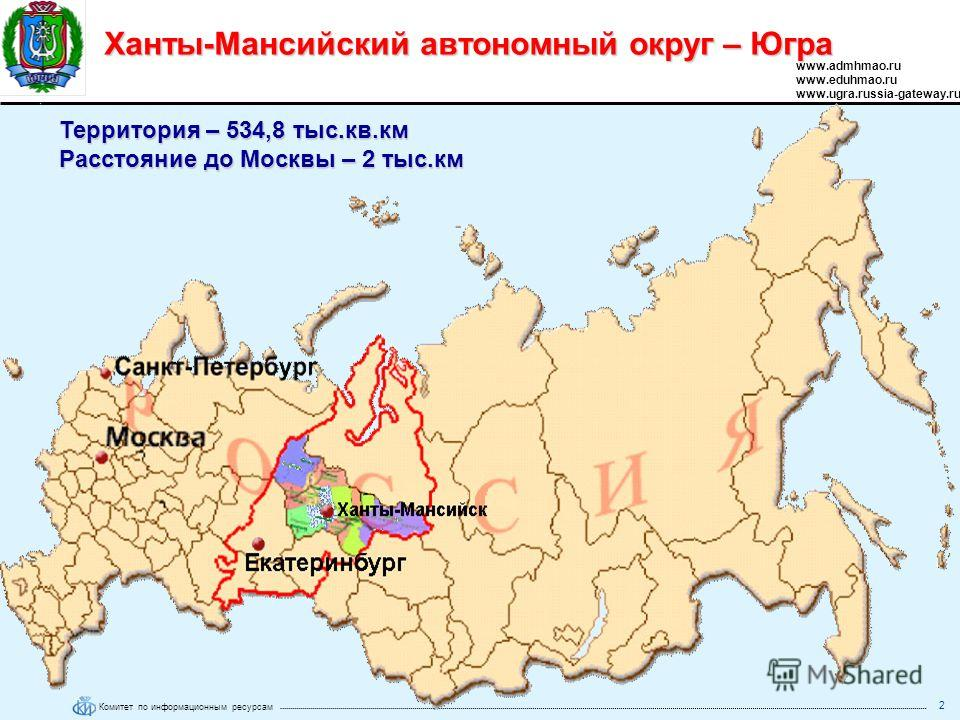 Ханты-Мансийский автономный округ – Югра
www.admhmao.ru
www.eduhmao.ru
www.ugra.russia-gateway.ru
Территория – 534,8 тыс.кв.км
Расстояние до Москвы – 2 тыс.км
Санкт-Петербург
Москва
РОССИЯ
Ханты-Мансийск
Екатеринбург
MyShared
Комитет по информационным ресурсам
2